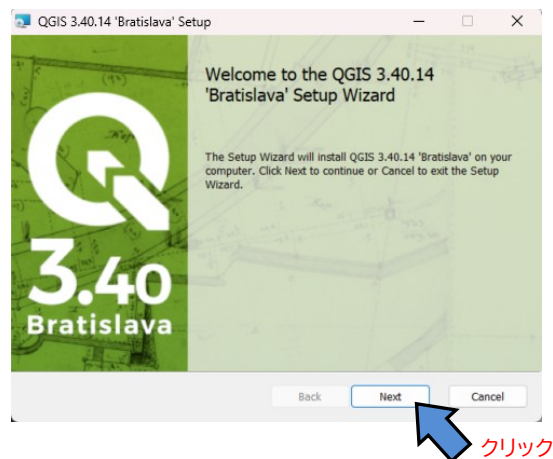 QGIS 3.40.14 'Bratislava' Setup
Welcome to the QGIS 3.40.14
'Bratislava' Setup Wizard
The Setup Wizard will install QGIS 3.40.14 'Bratislava' on your
computer. Click Next to continue or Cancel to exit the Setup
Wizard.
3.40
Bratislava
Back
Next
Cancel
クリック